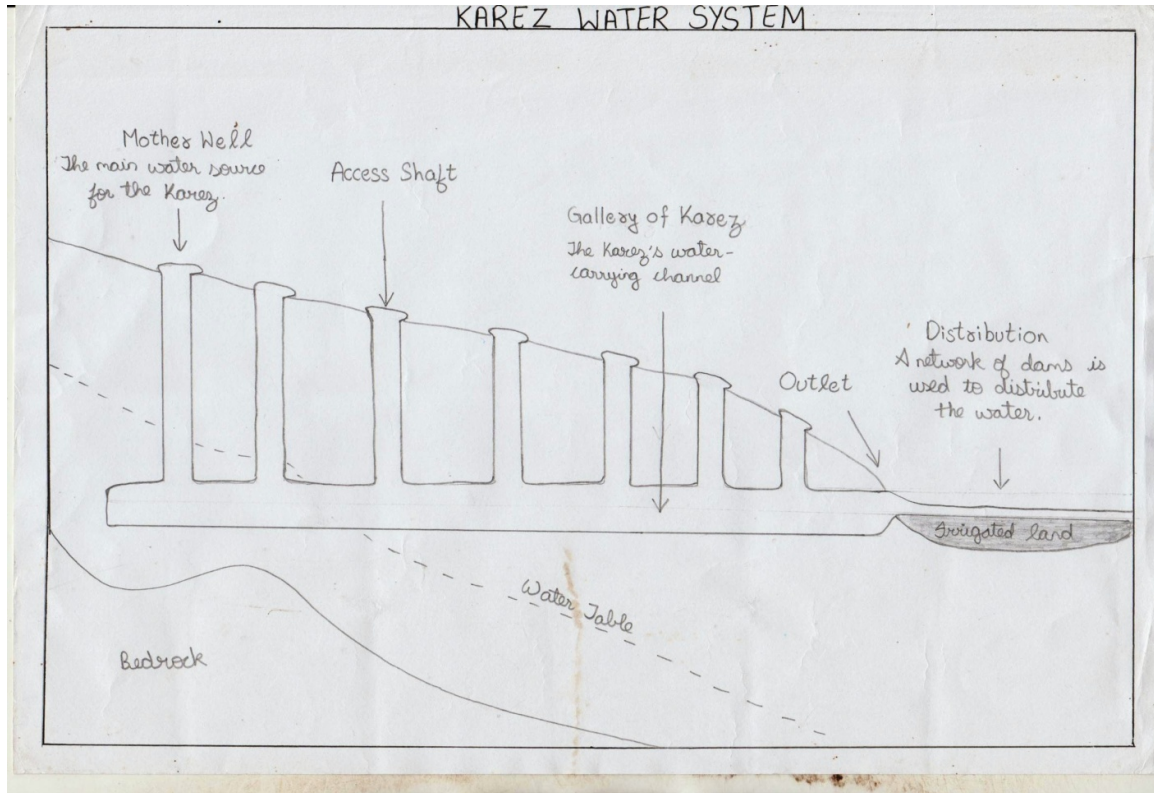 KAREZ WATER SYSTEM
Mother Well
The main water source
for the Karez.
Access Shaft
Gallery of Karez
The Karez's water-
carrying channel
Outlet
Distribution
A network of dams is
used to distribute
the water.
Irrigated land
Water Table
Bedrock